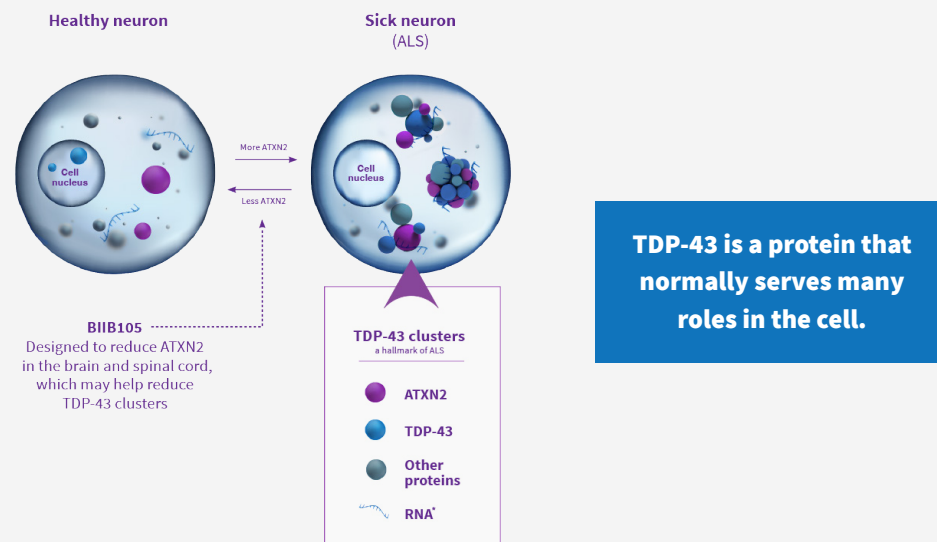 Healthy neuron
Sick neuron
(ALS)
Cell
nucleus
More ATXN2
Less ATXN2
Cell
nucleus
BIIB105
Designed to reduce ATXN2
in the brain and spinal cord,
which may help reduce
TDP-43 clusters
TDP-43 clusters
a hallmark of ALS
ATXN2
TDP-43
Other
proteins
RNA*
TDP-43 is a protein that
normally serves many
roles in the cell.